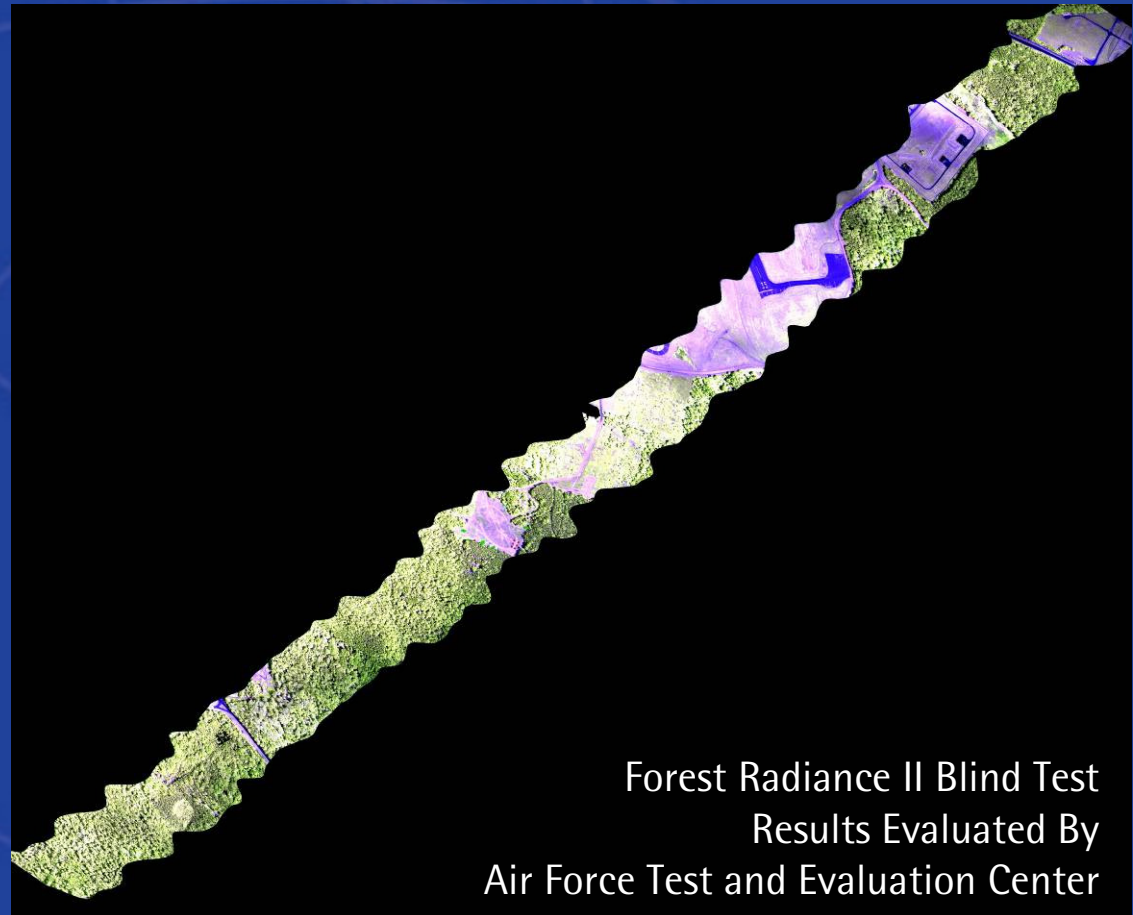 Forest Radiance II Blind Test
Results Evaluated By
Air Force Test and Evaluation Center